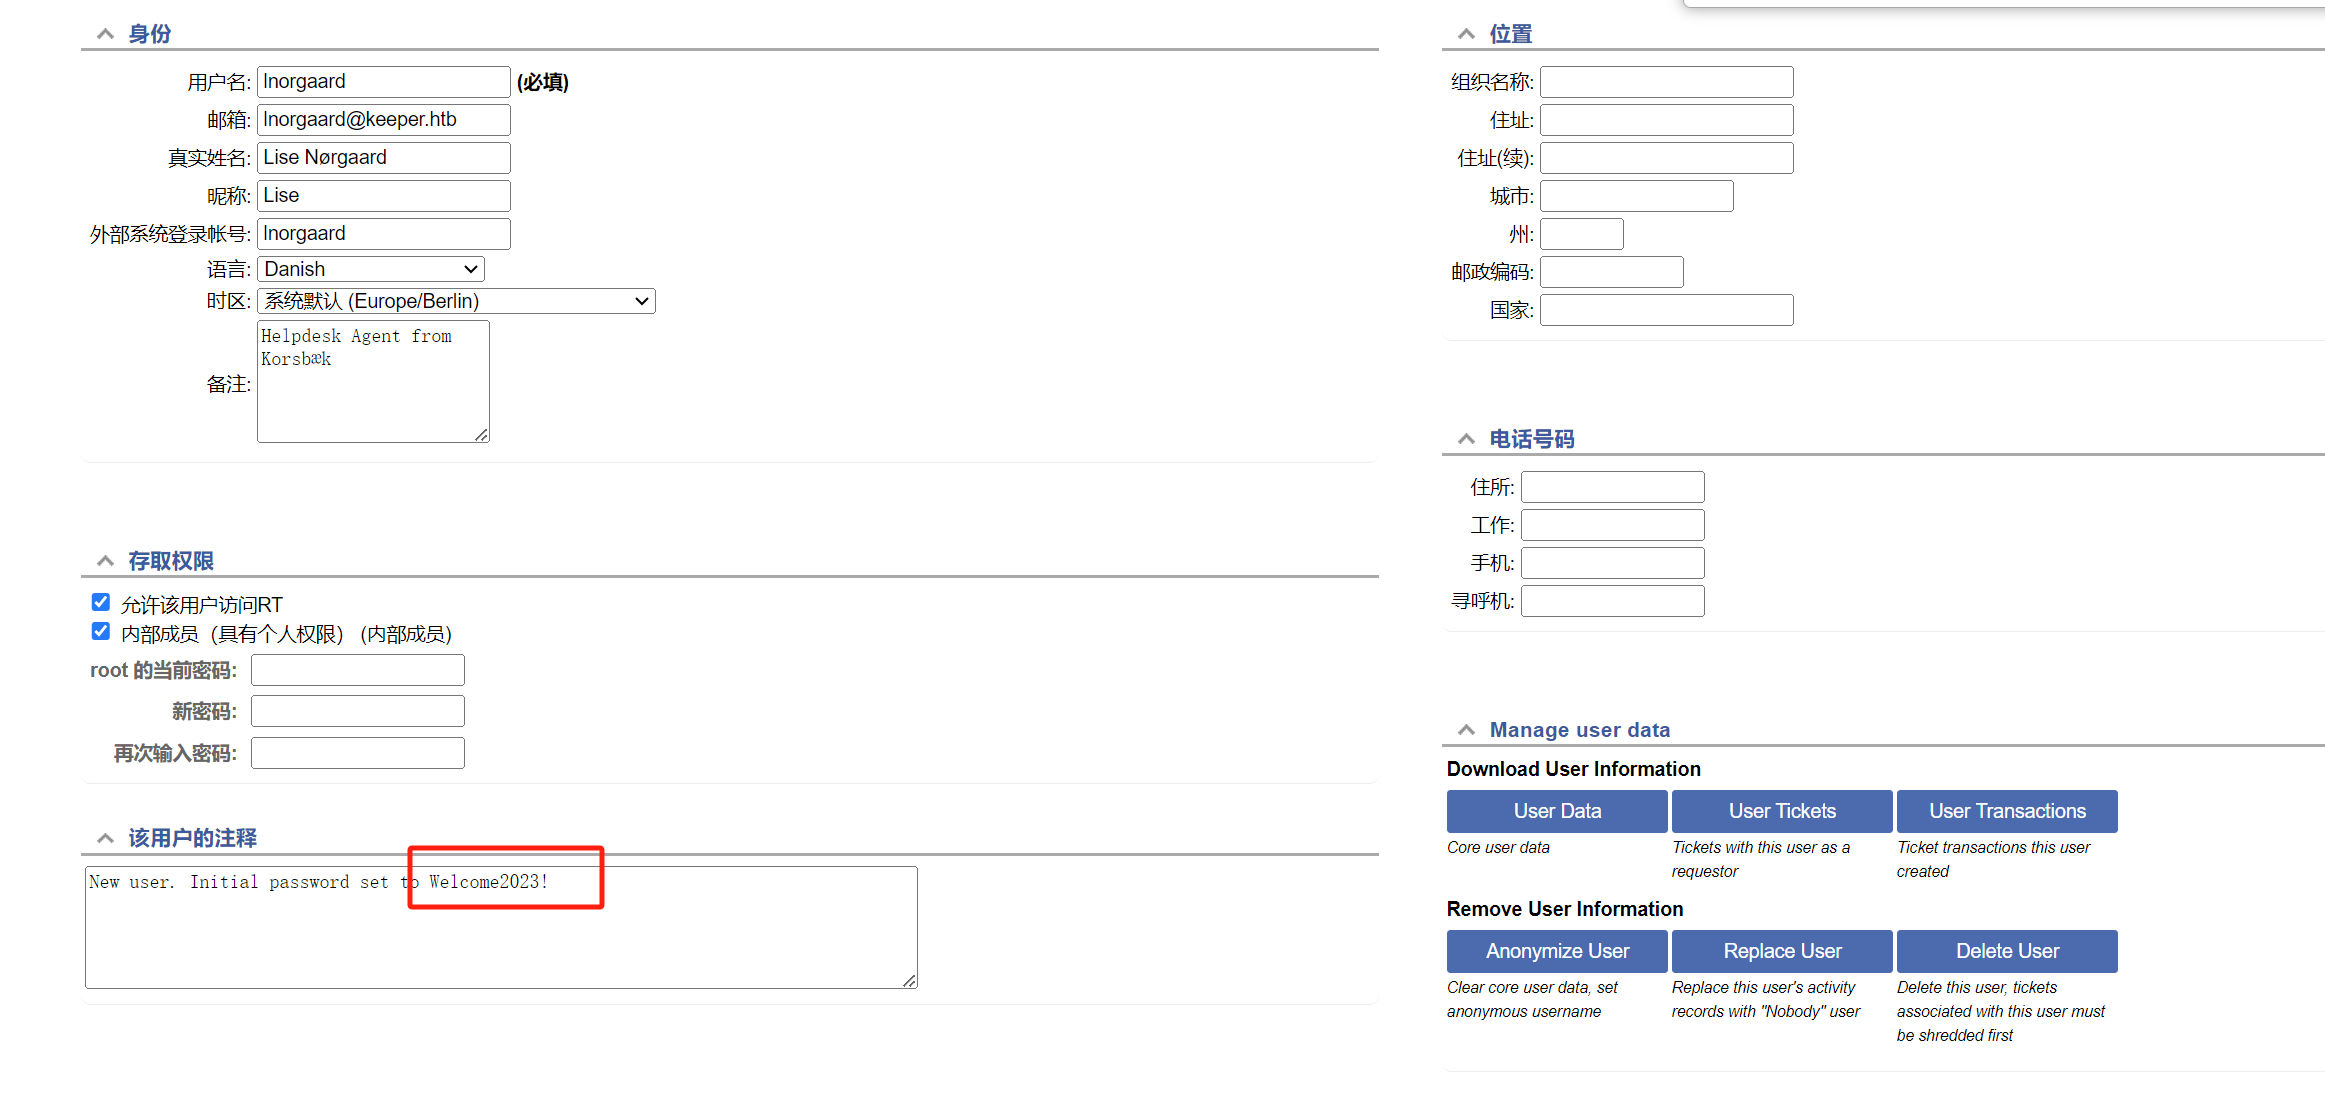 身份
用户名: lnorgaard (必填)
邮箱: lnorgaard@keeper.htb
真实姓名: Lise Nørgaard
昵称: Lise
外部系统登录帐号: lnorgaard
语言: Danish
时区: 系统默认 (Europe/Berlin)
备注: Helpdesk Agent from
Korsbæk
存取权限
允许该用户访问RT
内部成员（具有个人权限） (内部成员)
root 的当前密码:
新密码:
再次输入密码:
该用户的注释
New user. Initial password set to Welcome2023!
位置
组织名称:
住址:
住址(续):
城市:
州:
邮政编码:
国家:
电话号码
住所:
工作:
手机:
寻呼机:
Manage user data
Download User Information
User Data User Tickets User Transactions
Core user data
Tickets with this user as a
requestor
Ticket transactions this user
created
Remove User Information
Anonymize User Replace User Delete User
Clear core user data, set
anonymous username
Replace this user's activity
records with "Nobody" user
Delete this user, tickets
associated with this user must
be shredded first